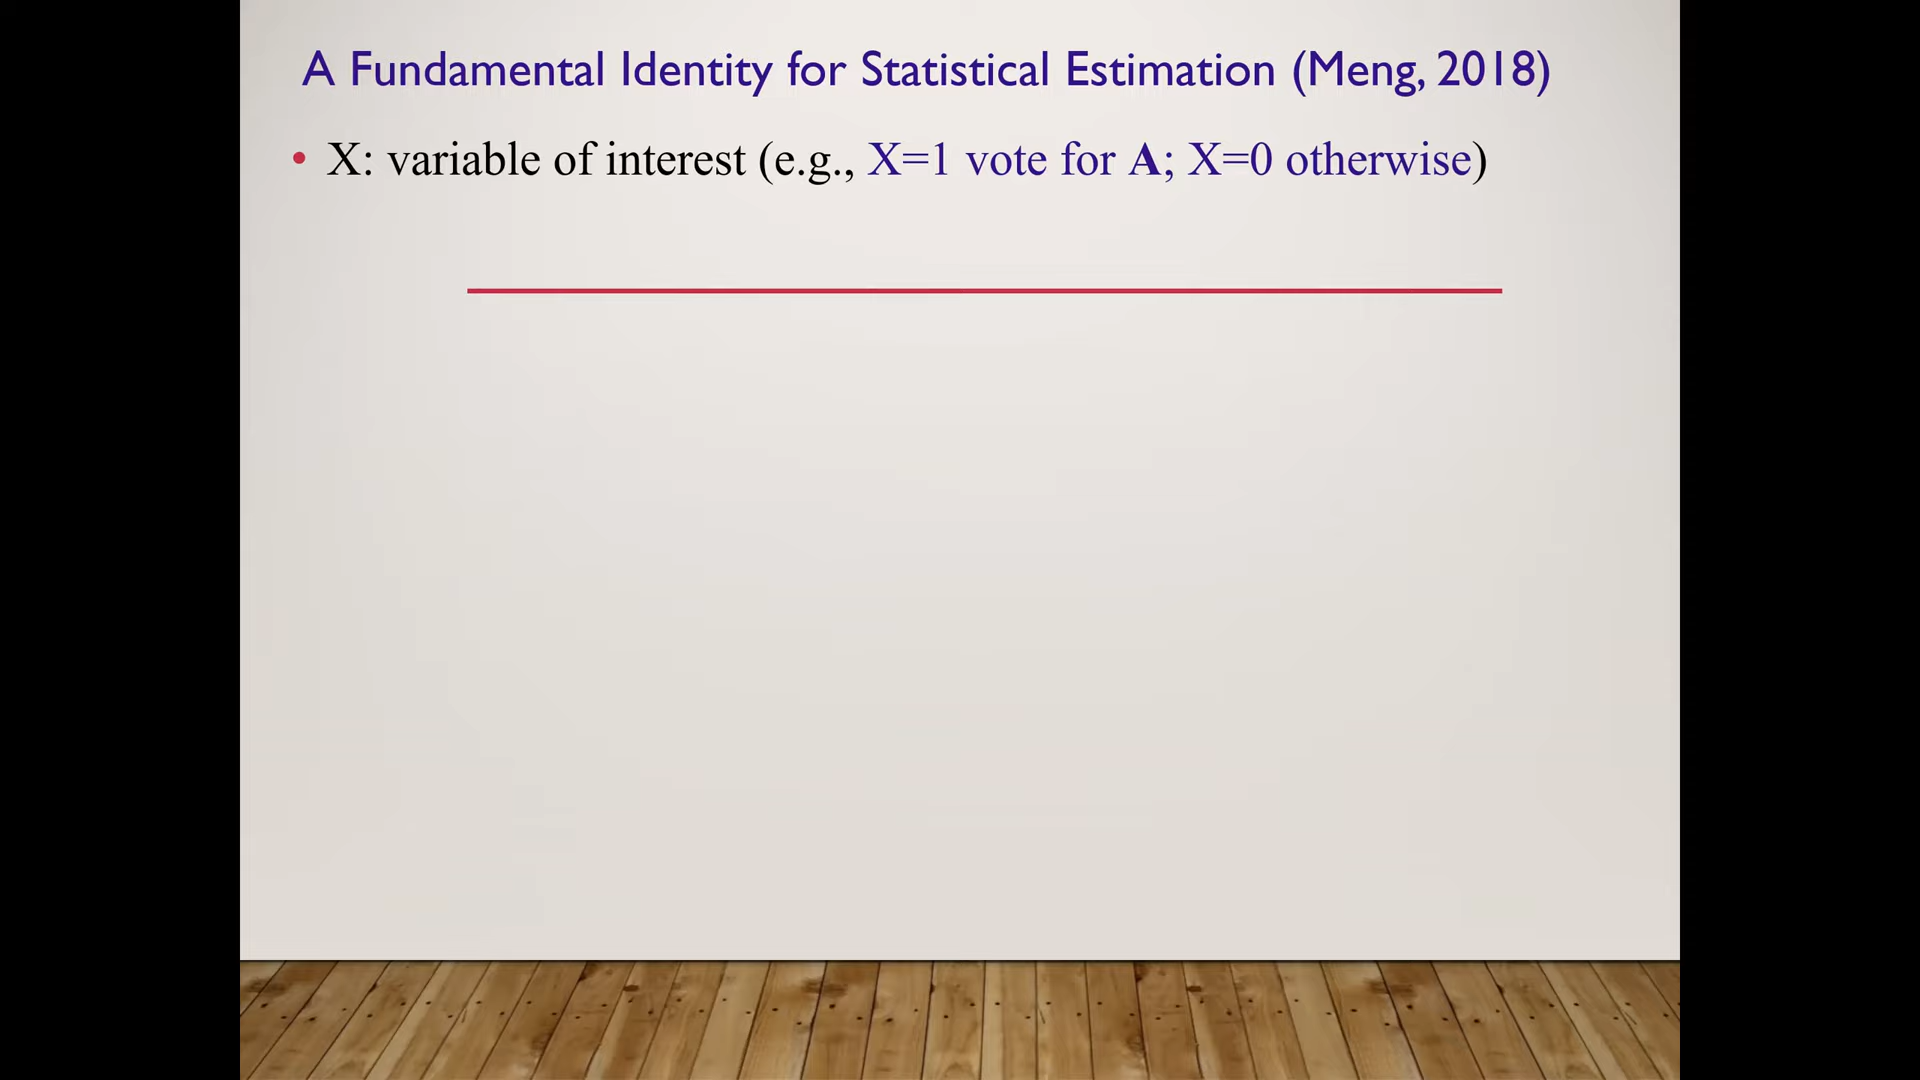 A Fundamental Identity for Statistical Estimation (Meng, 2018)
• X: variable of interest (e.g., X=1 vote for A; X=0 otherwise)